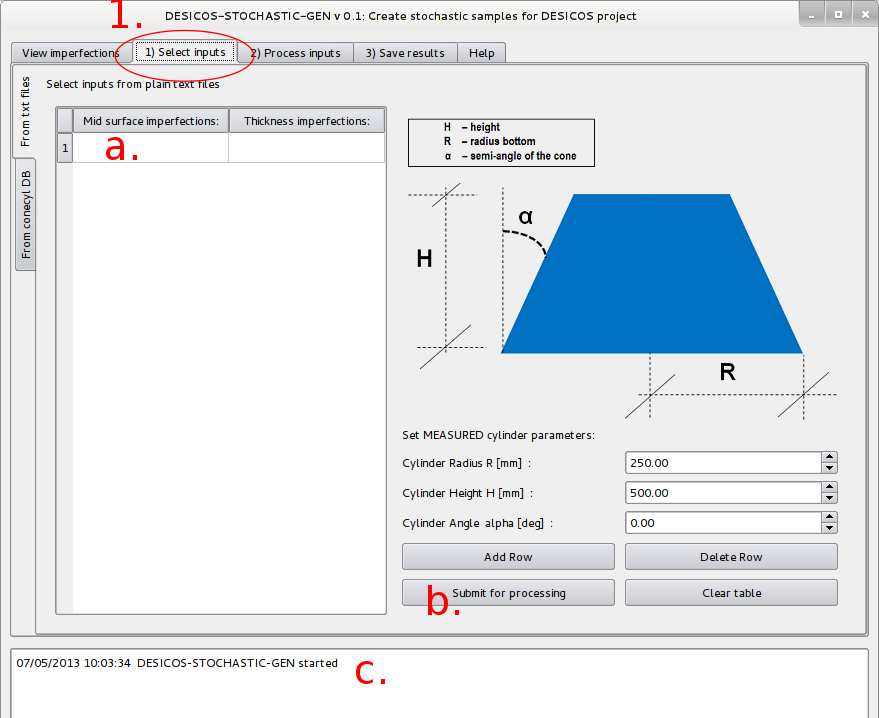 1.
DESICOS-STOCHASTIC-GEN v 0.1: Create stochastic samples for DESICOS project
View imperfections 1) Select inputs 2) Process inputs 3) Save results Help
From txt files
From conecyl DB
Select inputs from plain text files
Mid surface imperfections: Thickness imperfections:
1
a.
H – height
R – radius bottom
α – semi-angle of the cone
α
H
R
Set MEASURED cylinder parameters:
Cylinder Radius R [mm] : 250.00
Cylinder Height H [mm] : 500.00
Cylinder Angle alpha [deg] : 0.00
Add Row Delete Row
b.
Submit for processing Clear table
07/05/2013 10:03:34 DESICOS-STOCHASTIC-GEN started
c.